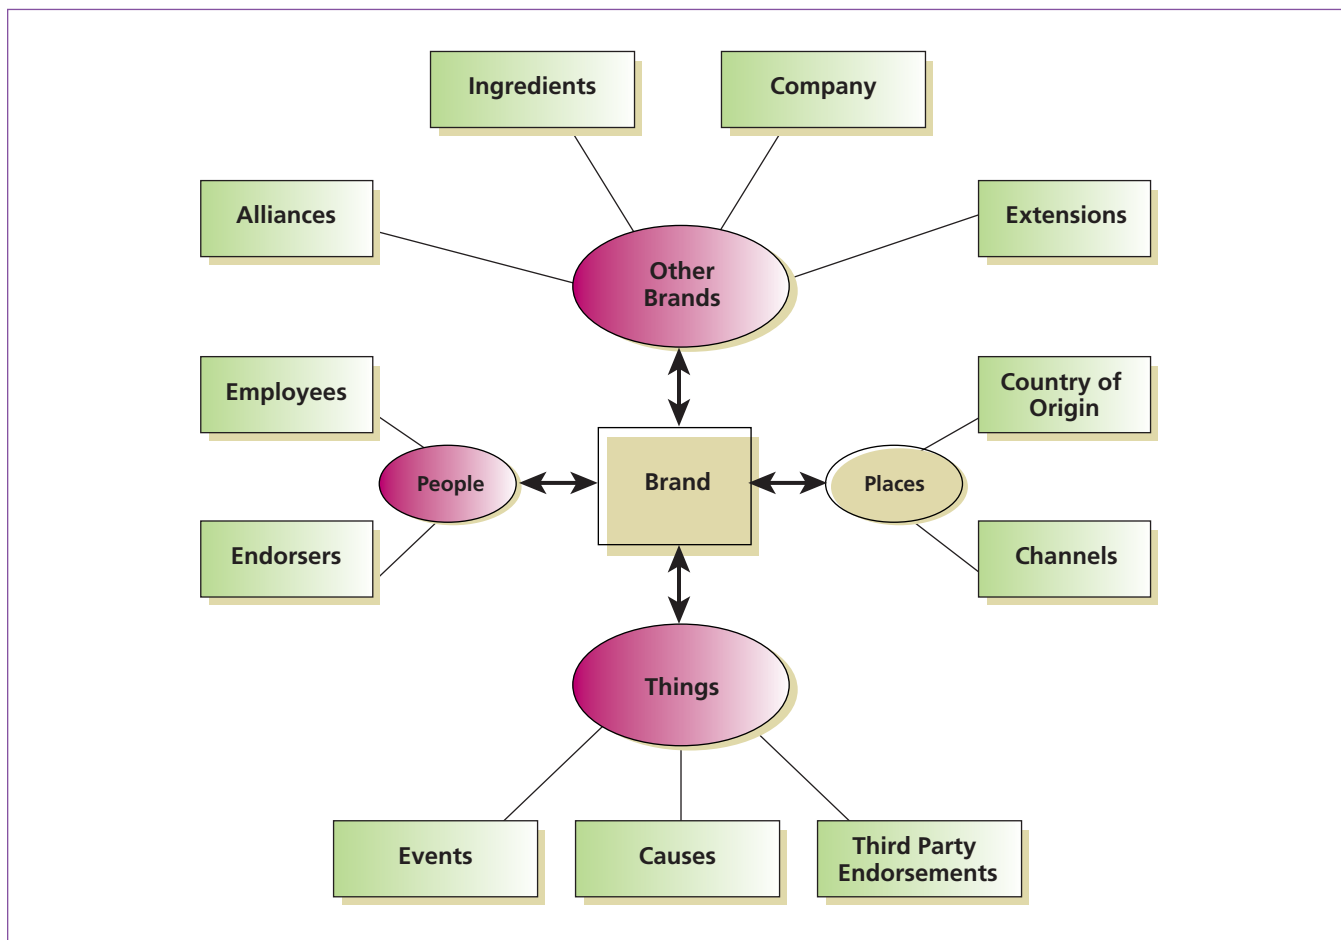 Ingredients
Company
Alliances
Extensions
Other
Brands
Employees
Country of
Origin
People
Brand
Places
Endorsers
Channels
Things
Events
Causes
Third Party
Endorsements